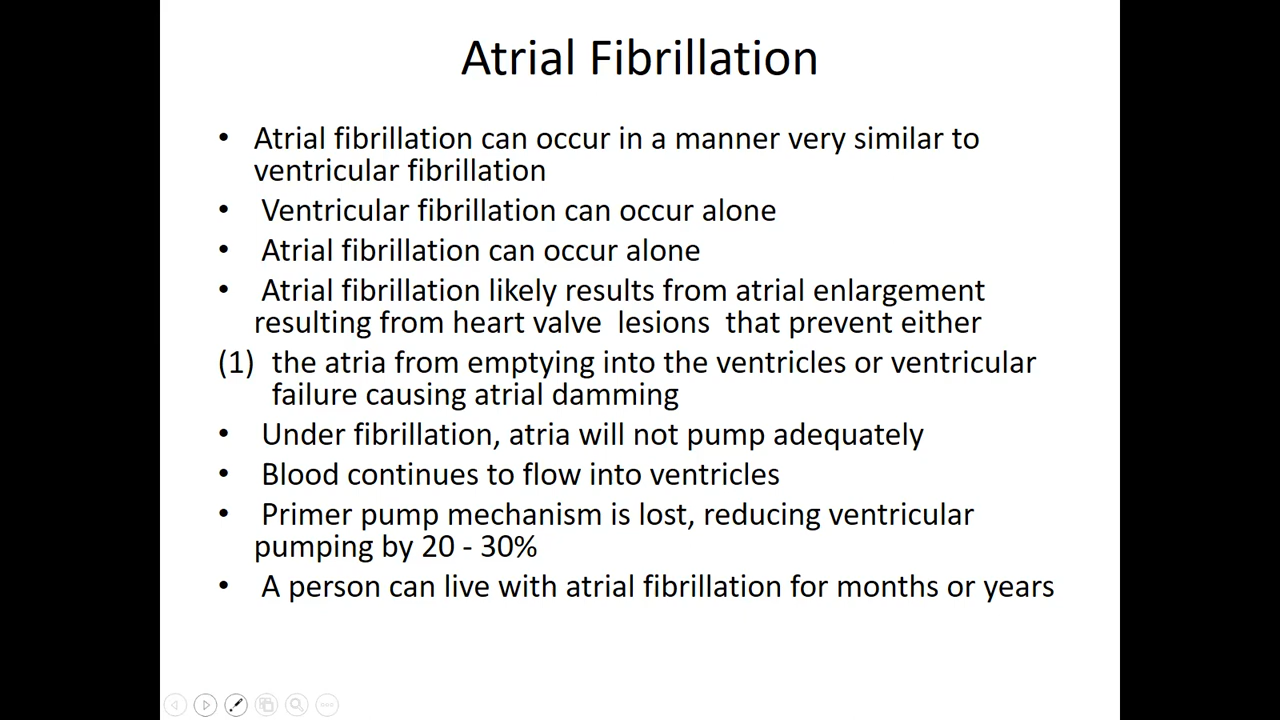 Atrial Fibrillation
• Atrial fibrillation can occur in a manner very similar to
ventricular fibrillation
• Ventricular fibrillation can occur alone
• Atrial fibrillation can occur alone
• Atrial fibrillation likely results from atrial enlargement
resulting from heart valve lesions that prevent either
(1) the atria from emptying into the ventricles or ventricular
failure causing atrial damming
• Under fibrillation, atria will not pump adequately
• Blood continues to flow into ventricles
• Primer pump mechanism is lost, reducing ventricular
pumping by 20 - 30%
• A person can live with atrial fibrillation for months or years